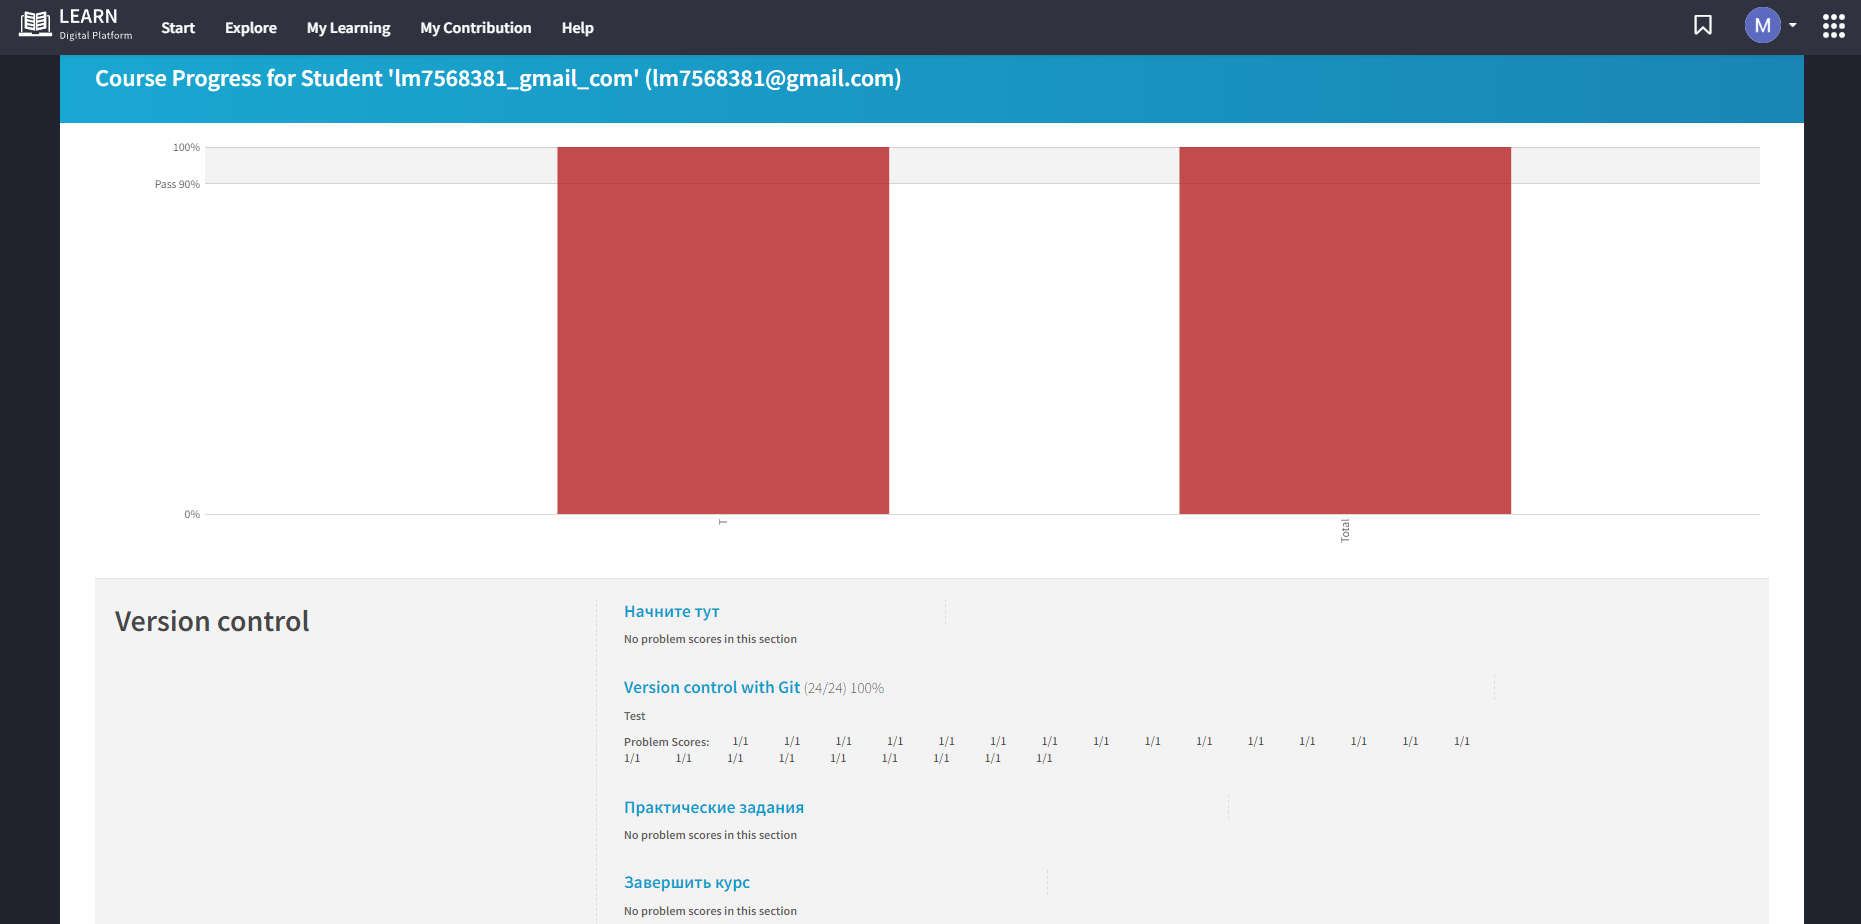 LEARN
Digital Platform
Start Explore My Learning My Contribution Help
M
Course Progress for Student 'lm7568381_gmail_com' (lm7568381@gmail.com)
100%
Pass 90%
0%
T
Total
Version control
Начните тут
No problem scores in this section
Version control with Git (24/24) 100%
Test
Problem Scores: 1/1 1/1 1/1 1/1 1/1 1/1 1/1 1/1 1/1 1/1 1/1 1/1 1/1 1/1 1/1
1/1 1/1 1/1 1/1 1/1 1/1 1/1 1/1 1/1
Практические задания
No problem scores in this section
Завершить курс
No problem scores in this section